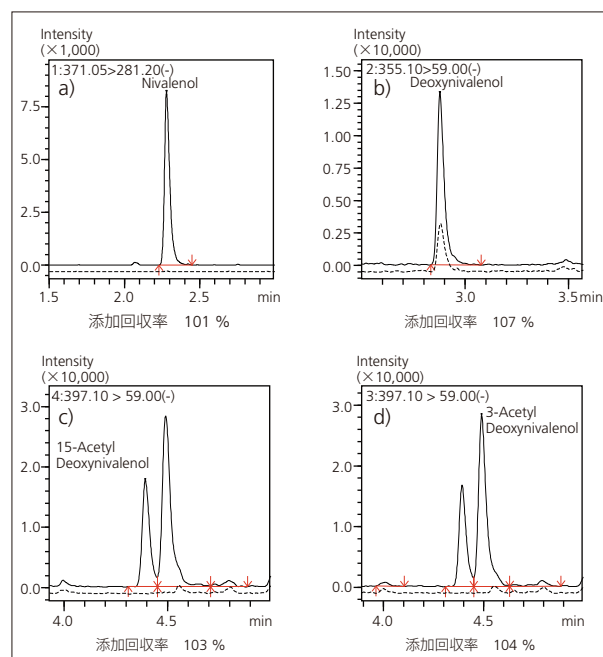 Intensity
(×1,000)
1:371.05>281.20(-)
Nivalenol
a)
7.5
5.0
2.5
0.0
1.5 2.0 2.5 min
添加回収率 101 %
Intensity
(×10,000)
2:355.10>59.00(-)
1.50
b) Deoxynivalenol
1.25
1.00
0.75
0.50
0.25
0.00
3.0 3.5 min
添加回収率 107 %
Intensity
(×10,000)
4:397.10 > 59.00(-)
3.0
c)
15-Acetyl
Deoxynivalenol
2.0
1.0
0.0
4.0 4.5 min
添加回収率 103 %
Intensity
(×10,000)
3:397.10 > 59.00(-)
3.0
d) 3-Acetyl
Deoxynivalenol
2.0
1.0
0.0
4.0 4.5 min
添加回収率 104 %